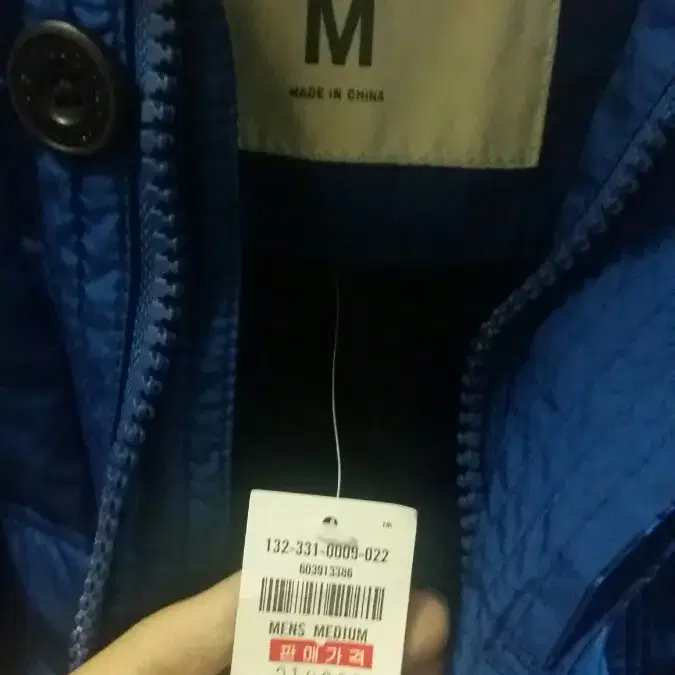 M
MADE IN CHINA
132-331-0009-022
603913386
MENS MEDIUM
판매가격